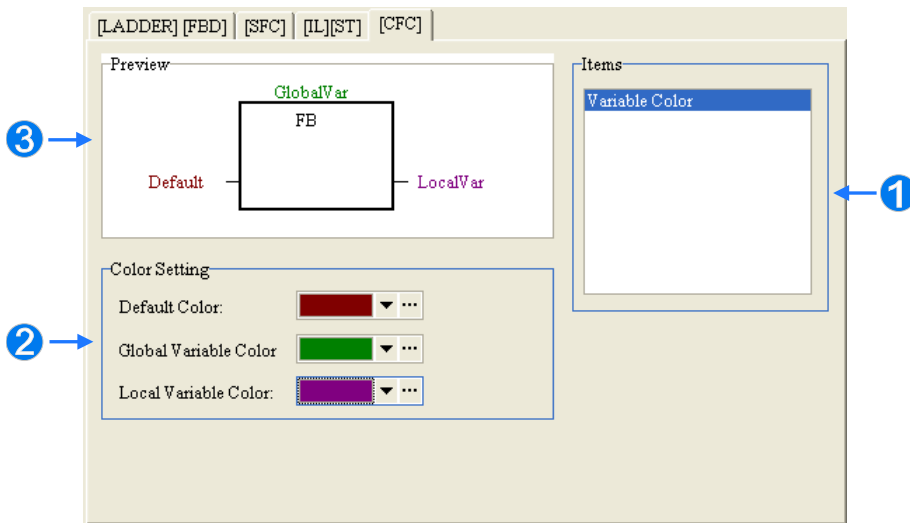 [LADDER] [FBD] [SFC] [IL][ST] [CFC]
Preview
GlobalVar
FB
Default
LocalVar
3
Items
Variable Color
1
Color Setting
Default Color:
Global Variable Color
Local Variable Color:
2